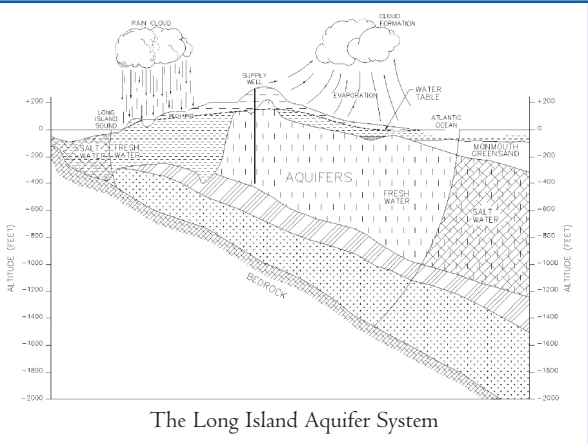 RAIN CLOUD
CLOUD
FORMATION
SUPPLY
WELL
EVAPORATION
WATER
TABLE
LONG
ISLAND
SOUND
ATLANTIC
OCEAN
+200
0
-200
-400
-600
-800
-1000
-1200
-1400
-1600
-1800
-2000
ALTITUDE (FEET)
SALT
WATER
FRESH
WATER
AQUIFERS
FRESH
WATER
MONMOUTH
GREENSAND
SALT
WATER
BEDROCK
+200
0
-200
-400
-600
-800
-1000
-1200
-1400
-1600
-1800
-2000
ALTITUDE (FEET)
The Long Island Aquifer System